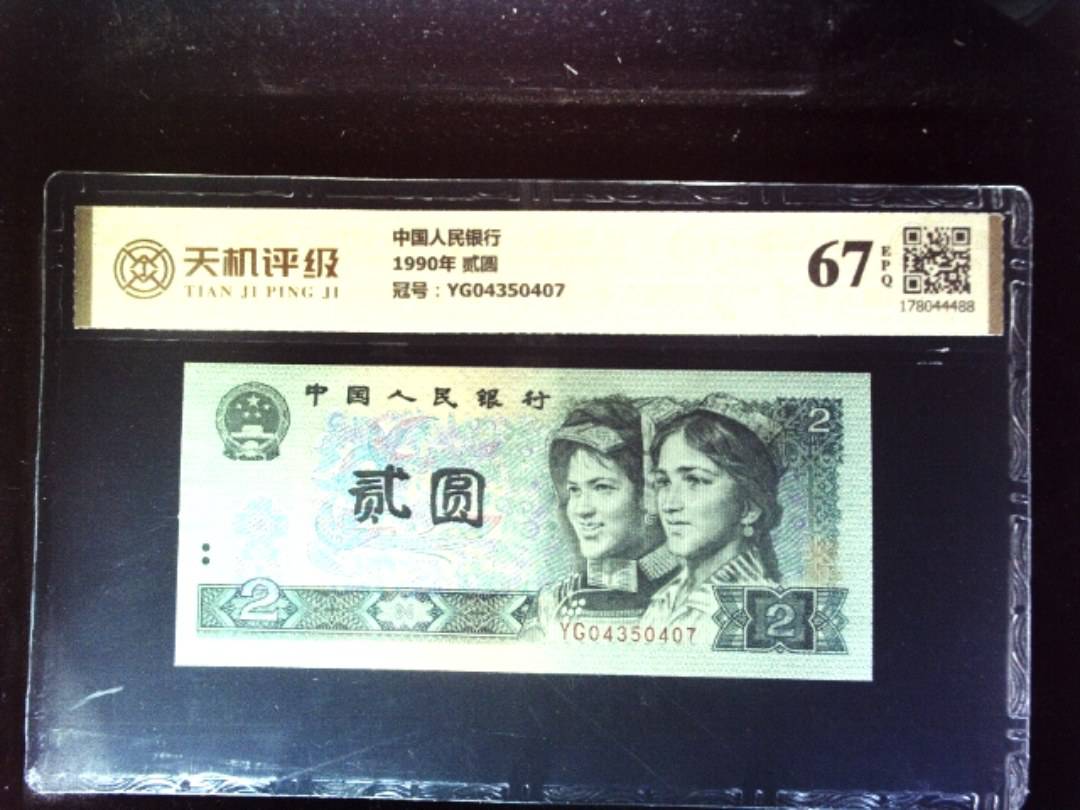 天机评级
TIAN JI PING JI
中国人民银行
1990年 贰圆
冠号：YG04350407
67
EPQ
178044488
中国人民银行
贰圆
2
2
YG04350407
2